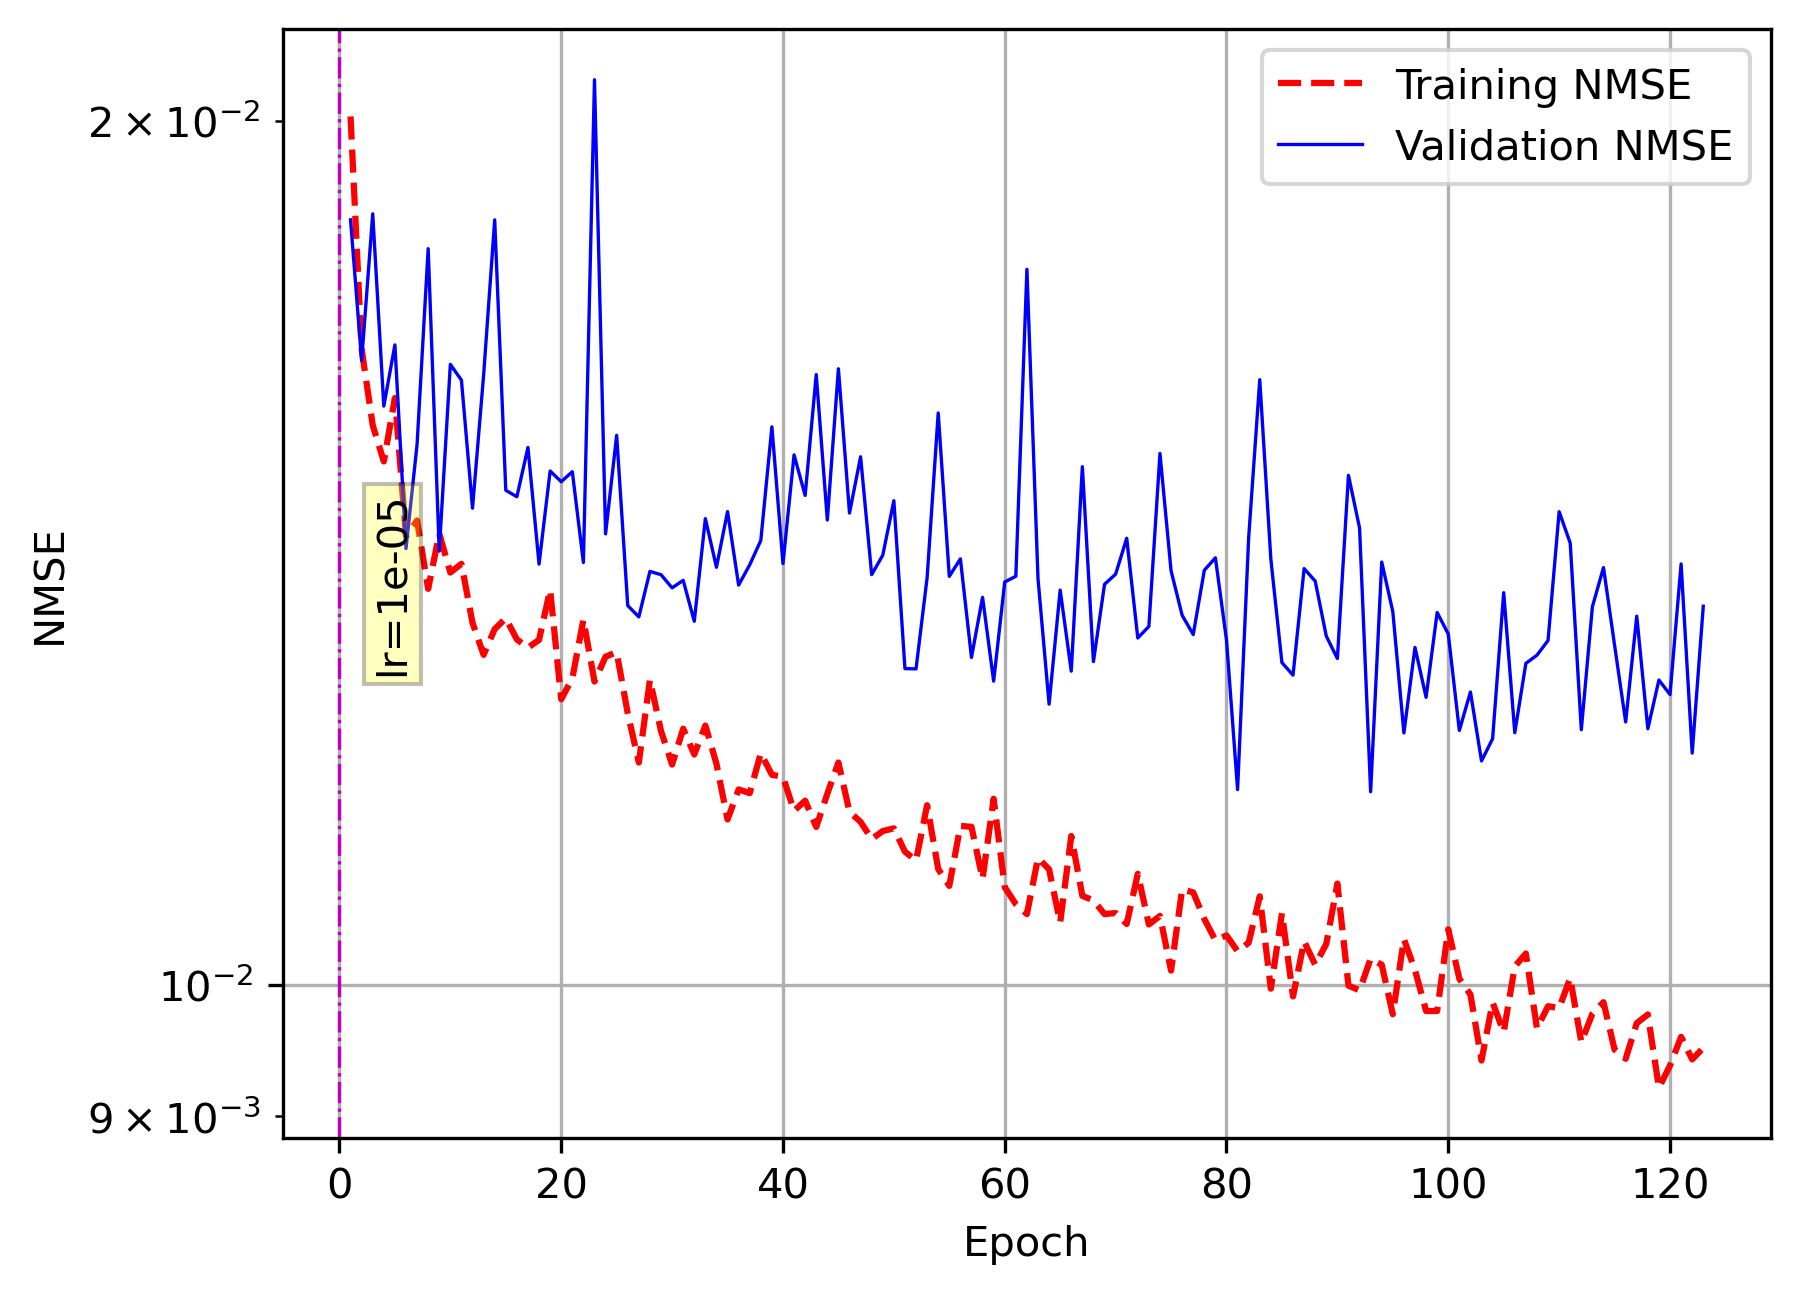 Training NMSE
Validation NMSE
2 × 10⁻²
10⁻²
9 × 10⁻³
NMSE
lr=1e-05
0 20 40 60 80 100 120
Epoch